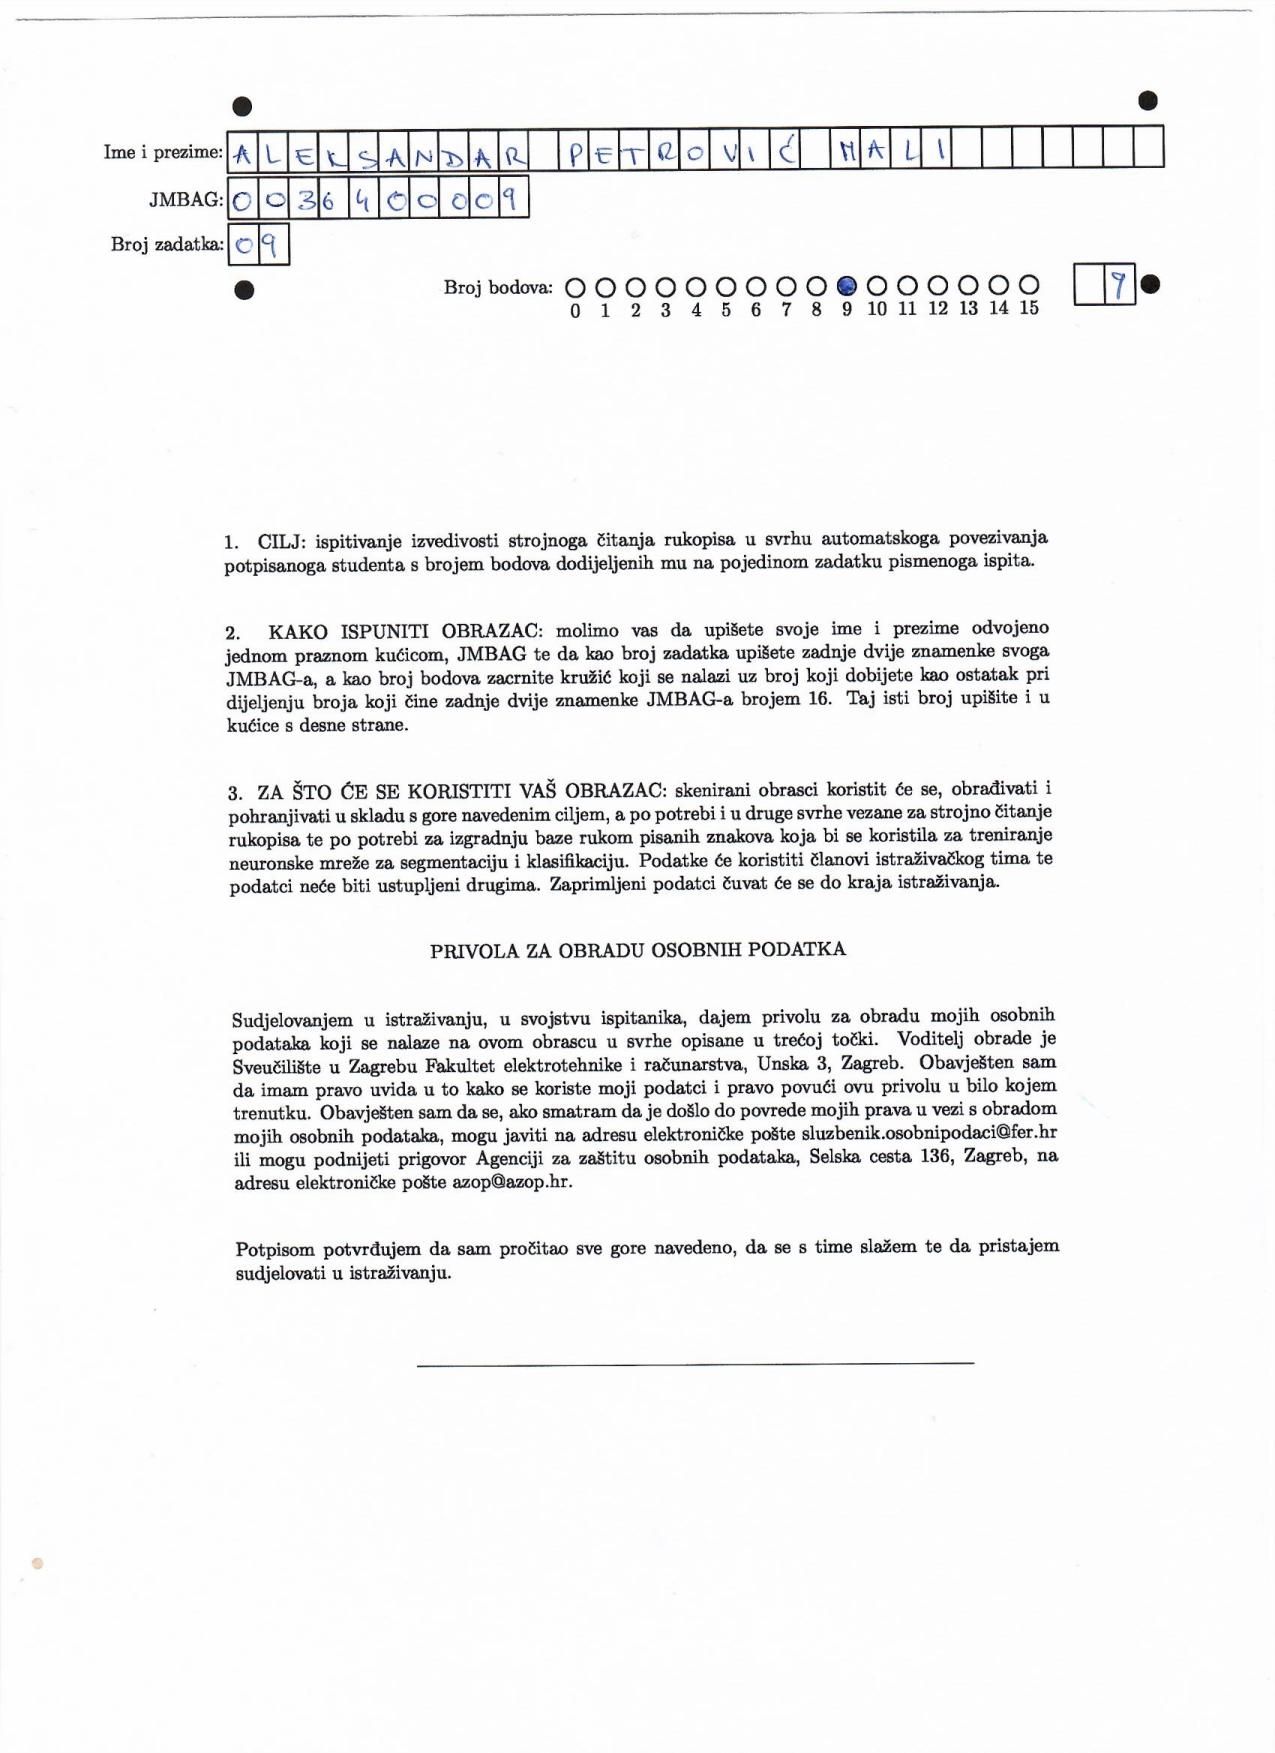 Ime i prezime: ALEKSANDAR PETROVIĆ MALI
JMBAG: 0036400009
Broj zadatka: 09
Broj bodova: 9
0 1 2 3 4 5 6 7 8 9 10 11 12 13 14 15
1. CILJ: ispitivanje izvedivosti strojnoga čitanja rukopisa u svrhu automatskoga povezivanja
potpisanoga studenta s brojem bodova dodijeljenih mu na pojedinom zadatku pismenoga ispita.
2. KAKO ISPUNITI OBRAZAC: molimo vas da upišete svoje ime i prezime odvojeno
jednom praznom kućicom, JMBAG te da kao broj zadatka upišete zadnje dvije znamenke svoga
JMBAG-a, a kao broj bodova zacrnite kružić koji se nalazi uz broj koji dobijete kao ostatak pri
dijeljenju broja koji čine zadnje dvije znamenke JMBAG-a brojem 16. Taj isti broj upišite i u
kućice s desne strane.
3. ZA ŠTO ĆE SE KORISTITI VAŠ OBRAZAC: skenirani obrasci koristit će se, obrađivati i
pohranjivati u skladu s gore navedenim ciljem, a po potrebi i u druge svrhe vezane za strojno čitanje
rukopisa te po potrebi za izgradnju baze rukom pisanih znakova koja bi se koristila za treniranje
neuronske mreže za segmentaciju i klasifikaciju. Podatke će koristiti članovi istraživačkog tima te
podatci neće biti ustupljeni drugima. Zaprimljeni podatci čuvat će se do kraja istraživanja.
PRIVOLA ZA OBRADU OSOBNIH PODATKA
Sudjelovanjem u istraživanju, u svojstvu ispitanika, dajem privolu za obradu mojih osobnih
podataka koji se nalaze na ovom obrascu u svrhe opisane u trećoj točki. Voditelj obrade je
Sveučilište u Zagrebu Fakultet elektrotehnike i računarstva, Unska 3, Zagreb. Obavješten sam
da imam pravo uvida u to kako se koriste moji podatci i pravo povući ovu privolu u bilo kojem
trenutku. Obavješten sam da se, ako smatram da je došlo do povrede mojih prava u vezi s obradom
mojih osobnih podataka, mogu javiti na adresu elektroničke pošte sluzbenik.osobnipodaci@fer.hr
ili mogu podnijeti prigovor Agenciji za zaštitu osobnih podataka, Selska cesta 136, Zagreb, na
adresu elektroničke pošte azop@azop.hr.
Potpisom potvrđujem da sam pročitao sve gore navedeno, da se s time slažem te da pristajem
sudjelovati u istraživanju.